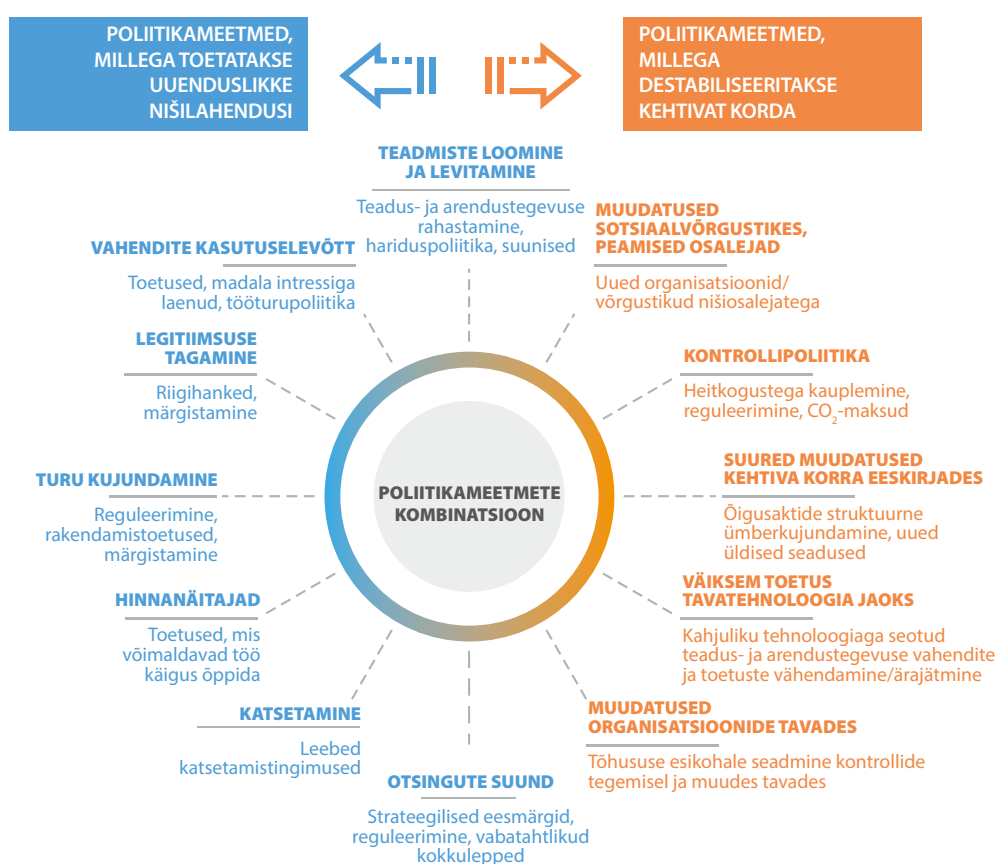 POLIITIKAMEETMED,
MILLEGA TOETATAKSE
UUENDUSLIKKE
NIŠILAHENDUSI
POLIITIKAMEETMED,
MILLEGA
DESTABILISEERITAKSE
KEHTIVAT KORDA
TEADMISTE LOOMINE
JA LEVITAMINE
Teadus- ja arendustegevuse
rahastamine,
hariduspoliitika, suunised
MUUDATUSED
SOTSIAALVÕRGUSTIKES,
PEAMISED OSALEJAD
Uued organisatsioonid/
võrgustikud nišiosalejatega
VAHENDITE KASUTUSELEVÕTT
Toetused, madala intressiga
laenud, tööturupoliitika
LEGITIIMSUSE
TAGAMINE
Riigihanked,
märgistamine
KONTROLLIPOLIITIKA
Heitkogustega kauplemine,
reguleerimine, CO₂-maksud
TURU KUJUNDAMINE
Reguleerimine,
rakendamistoetused,
märgistamine
POLIITIKAMEETMETE
KOMBINATSIOON
SUURED MUUDATUSED
KEHTIVA KORRA EESKIRJADES
Õigusaktide struktuurne
ümberkujundamine, uued
üldised seadused
HINNANÄITAJAD
Toetused, mis
võimaldavad töö
käigus õppida
VÄIKSEM TOETUS
TAVATEHNOLOOGIA JAOKS
Kahjuliku tehnoloogiaga seotud
teadus- ja arendustegevuse vahendite
ja toetuste vähendamine/ärajätmine
KATSETAMINE
Leebed
katsetamistingimused
MUUDATUSED
ORGANISATSIOONIDE TAVADES
Tõhususe esikohale seadmine kontrollide
tegemisel ja muudes tavades
OTSINGUTE SUUND
Strateegilised eesmärgid,
reguleerimine, vabatahtlikud
kokkulepped